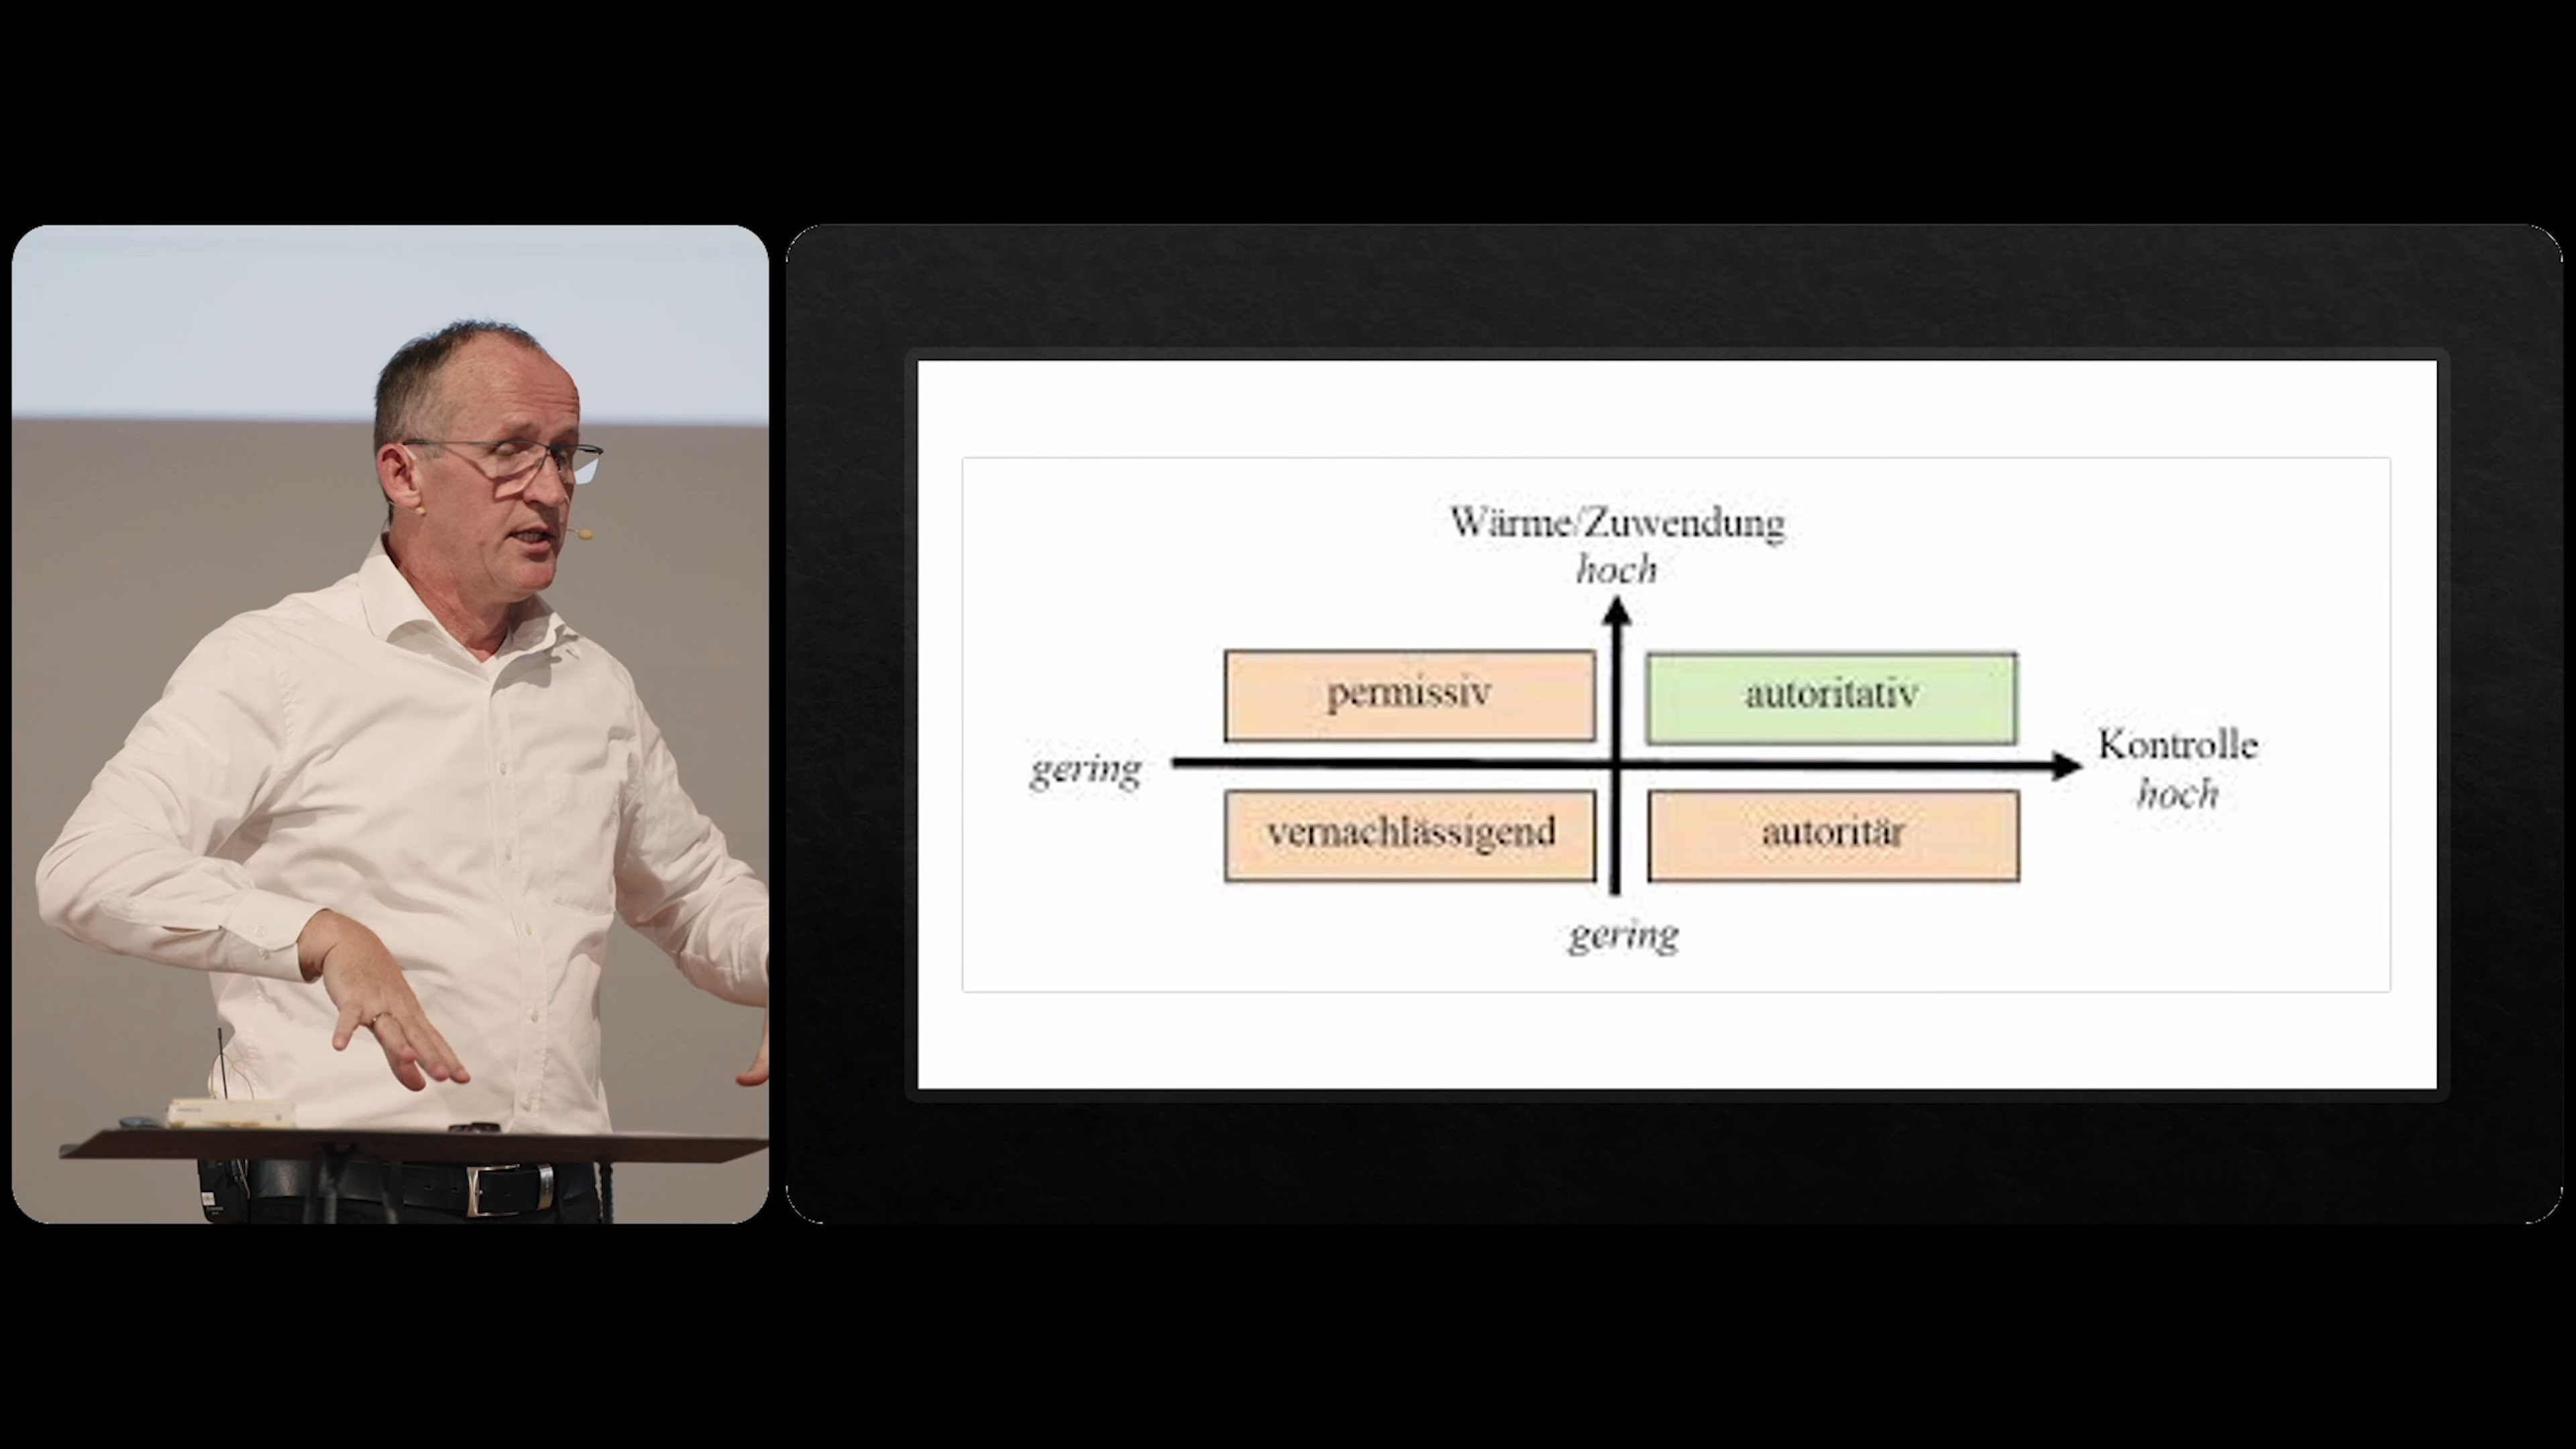 Wärme/Zuwendung
hoch
permissiv
autoritativ
gering
Kontrolle
hoch
vernachlässigend
autoritär
gering